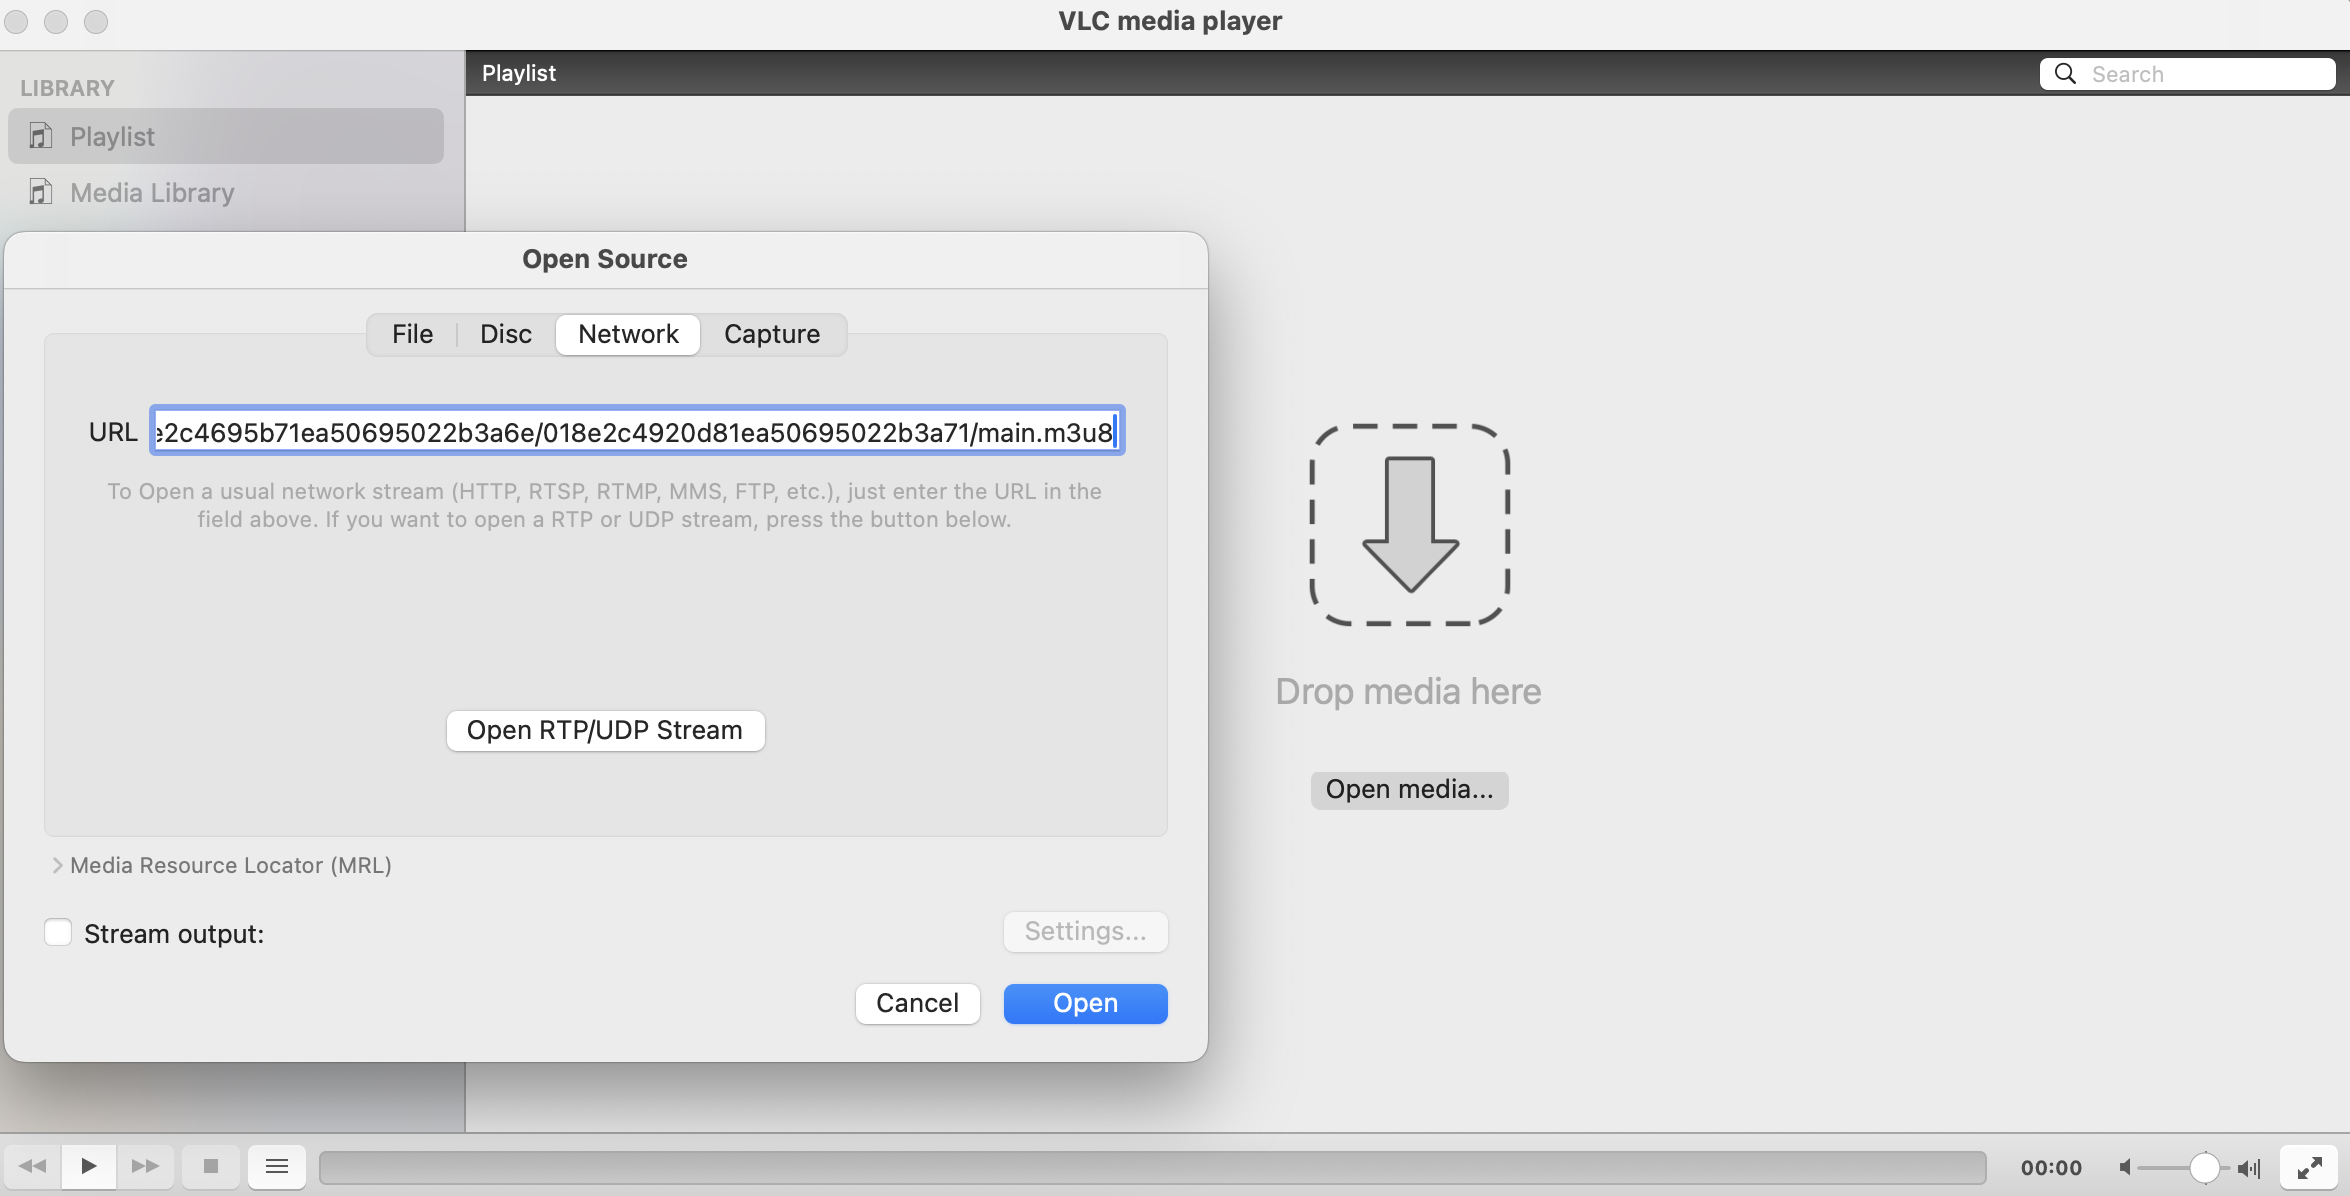 VLC media player
LIBRARY
Playlist
Media Library
Playlist
Search
Open Source
File
Disc
Network
Capture
URL
e2c4695b71ea50695022b3a6e/018e2c4920d81ea50695022b3a71/main.m3u8
To Open a usual network stream (HTTP, RTSP, RTMP, MMS, FTP, etc.), just enter the URL in the
field above. If you want to open a RTP or UDP stream, press the button below.
Open RTP/UDP Stream
Media Resource Locator (MRL)
Stream output:
Settings...
Cancel
Open
Drop media here
Open media...
00:00